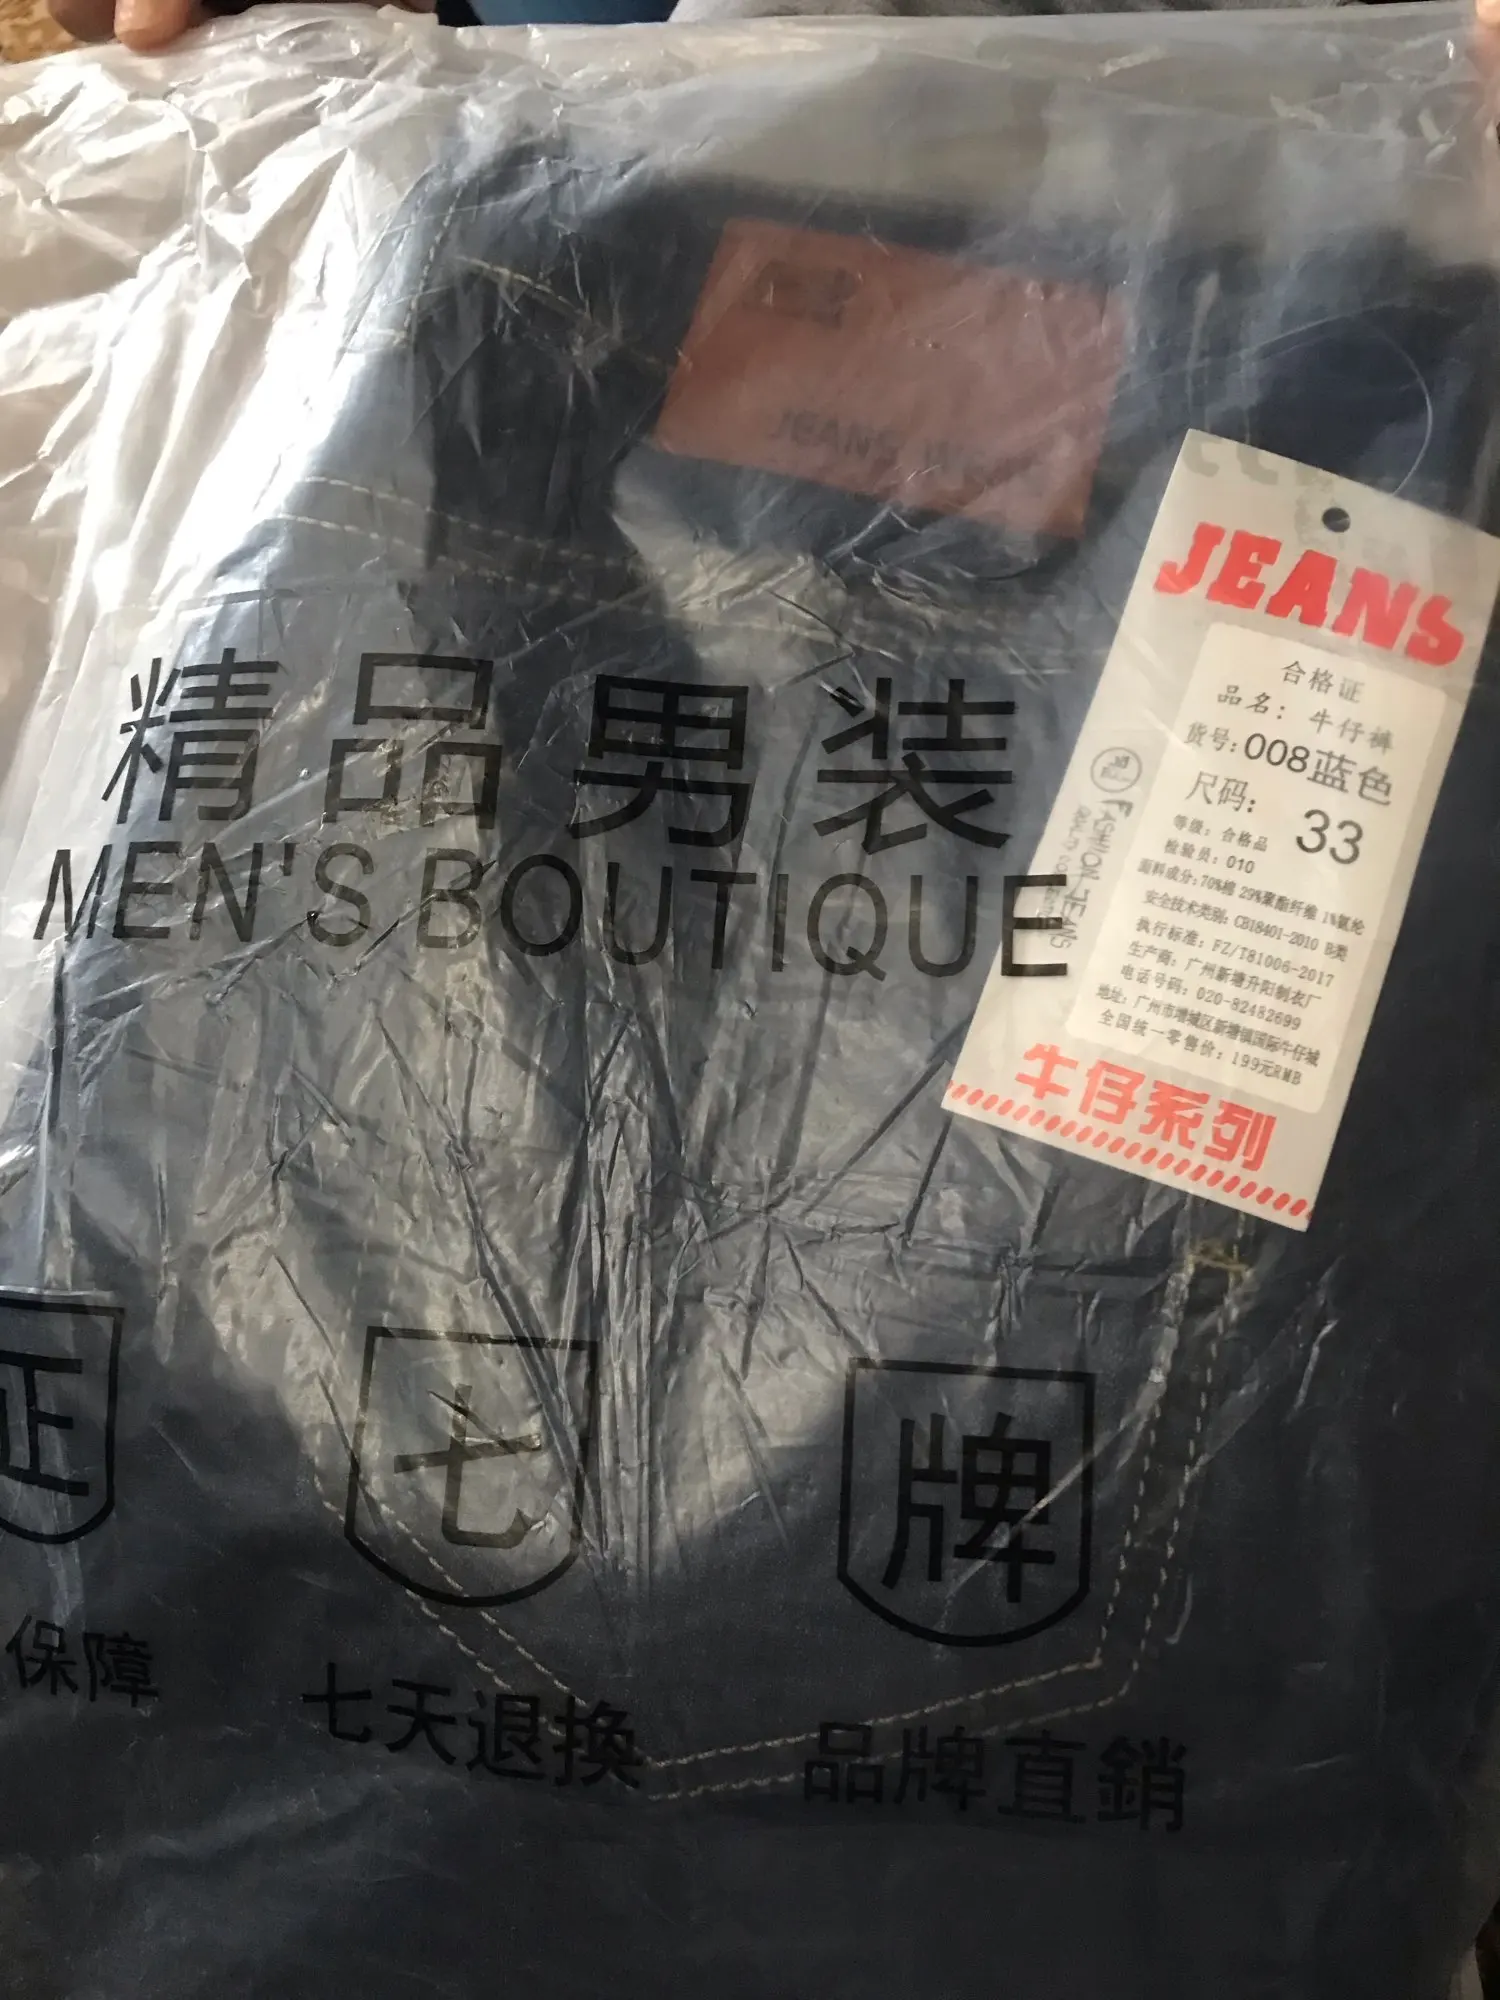 JEANS
JEANS
合格证
品名：牛仔裤
货号：008蓝色
尺码：33
等级：合格品
检验员：010
面料成分：70%棉 29%聚酯纤维 1%氨纶
安全技术类别：CB18401-2010 B类
执行标准：FZ/T81006-2017
生产商：广州新塘升阳制衣厂
电话号码：020-82482699
地址：广州市增城区新塘镇国际牛仔城
全国统一零售价：199元RMB
FASHION JEANS
牛仔系列
精品男装
MEN'S BOUTIQUE
正 七 牌
保障 七天退换 品牌直銷